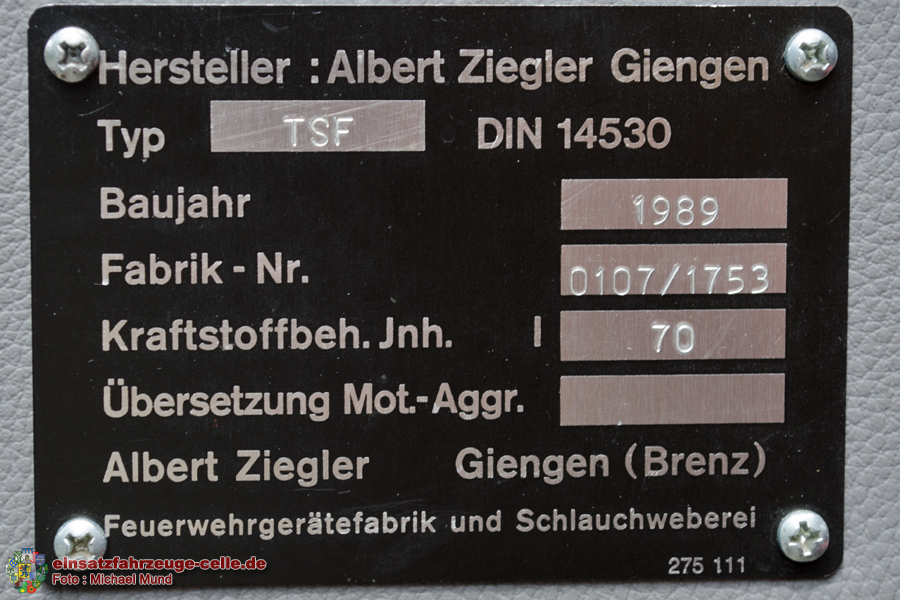 Hersteller : Albert Ziegler Giengen
Typ TSF DIN 14530
Baujahr 1989
Fabrik - Nr. 0107/1753
Kraftstoffbeh. Jnh. l 70
Übersetzung Mot.-Aggr.
Albert Ziegler Giengen (Brenz)
Feuerwehrgerätefabrik und Schlauchweberei
275 111
einsatzfahrzeuge-celle.de
Foto : Michael Mund